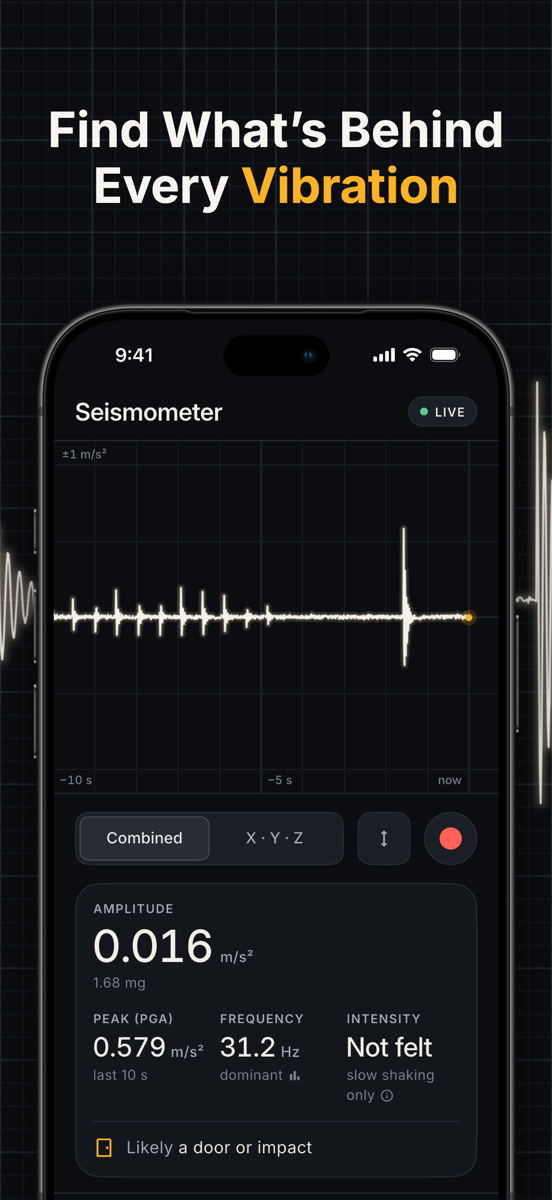 Find What’s Behind
Every Vibration
9:41
Seismometer
LIVE
±1 m/s²
−10 s
−5 s
now
Combined
X · Y · Z
AMPLITUDE
0.016 m/s²
1.68 mg
PEAK (PGA)
0.579 m/s²
last 10 s
FREQUENCY
31.2 Hz
dominant
INTENSITY
Not felt
slow shaking
only
Likely a door or impact